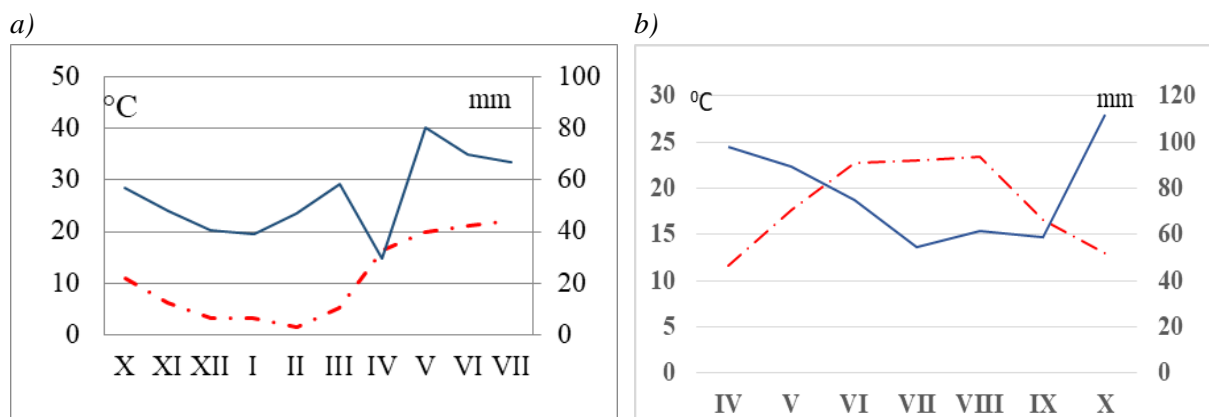 a)
50 100
°C mm
40 80
30 60
20 40
10 20
0 0
X XI XII I II III IV V VI VII
b)
30 120
⁰C mm
25 100
20 80
15 60
10 40
5 20
0 0
IV V VI VII VIII IX X